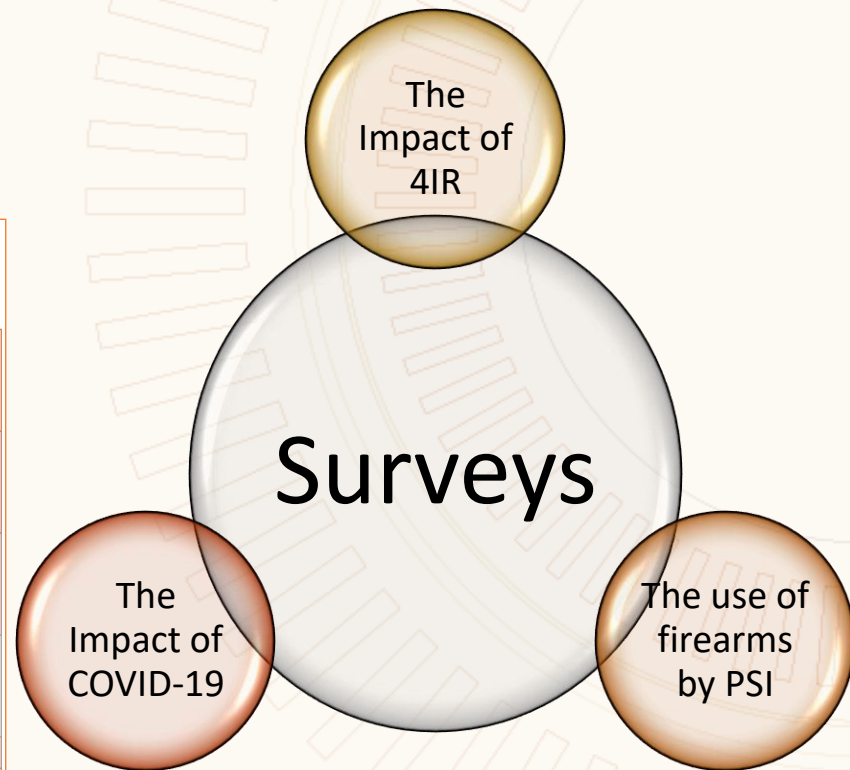 The
Impact of
4IR
Surveys
The
Impact of
COVID-19
The use of
firearms
by PSI